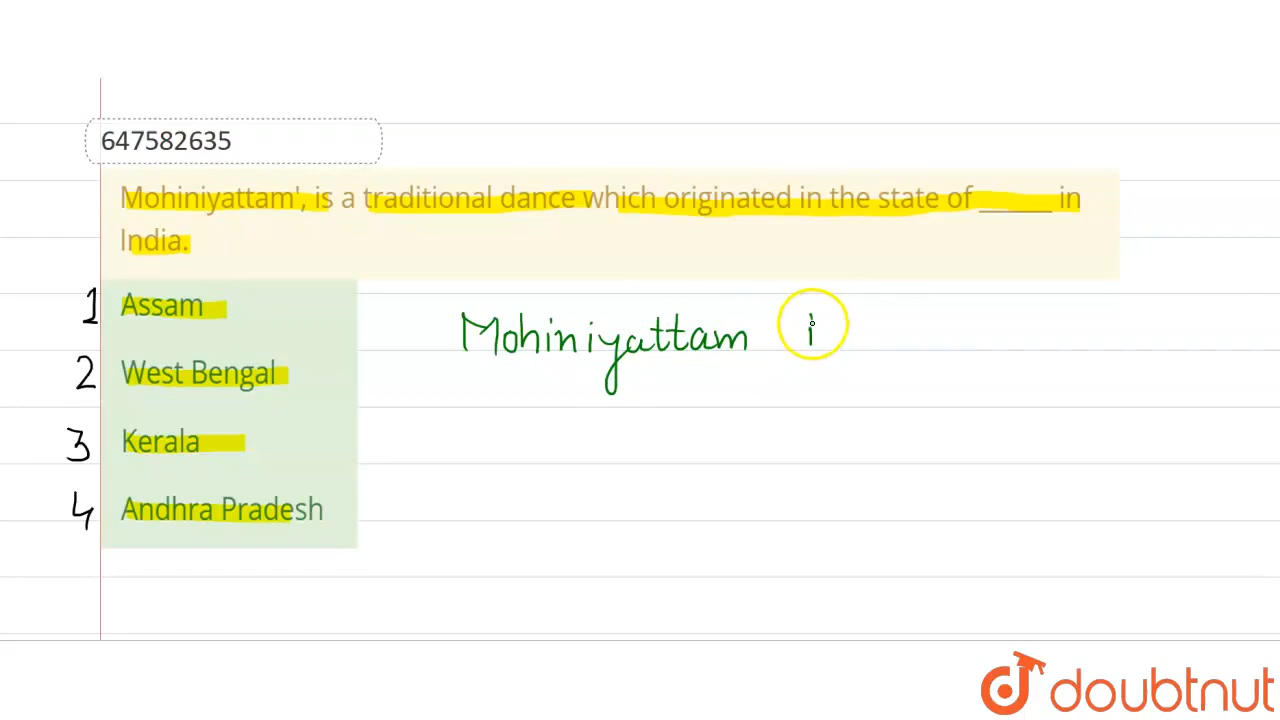 647582635
Mohiniyattam', is a traditional dance which originated in the state of ______ in
India.
1 Assam
Mohiniyattam i
2 West Bengal
3 Kerala
4 Andhra Pradesh
doubtnut